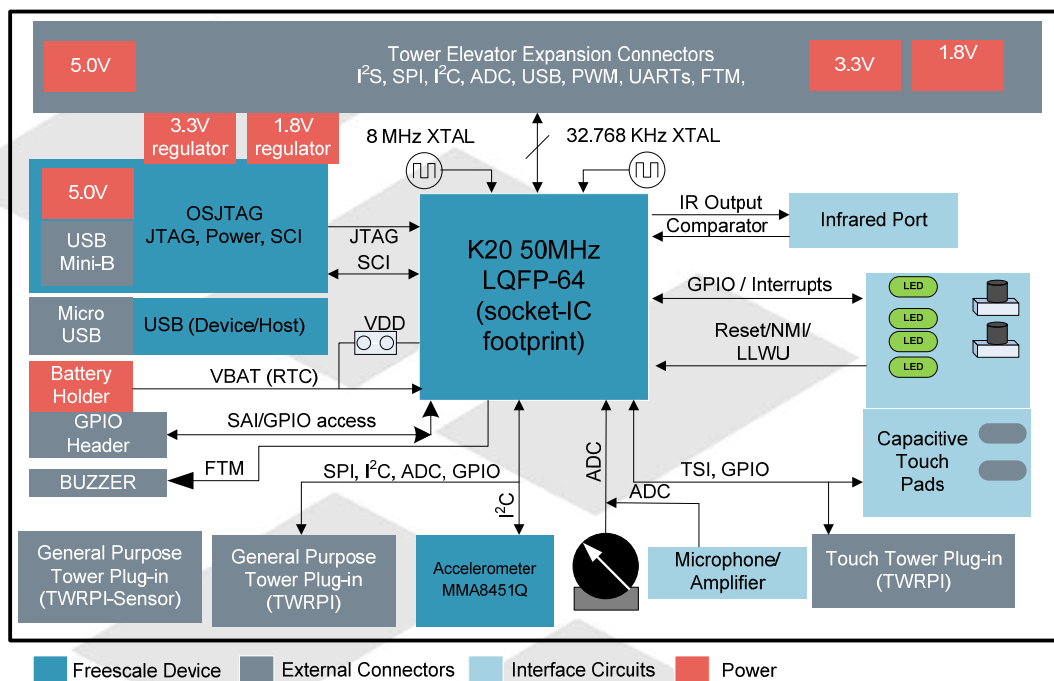 Tower Elevator Expansion Connectors
I²S, SPI, I²C, ADC, USB, PWM, UARTs, FTM,
5.0V
3.3V
1.8V
3.3V
regulator
1.8V
regulator
8 MHz XTAL
32.768 KHz XTAL
5.0V
USB
Mini-B
OSJTAG
JTAG, Power, SCI
JTAG
SCI
K20 50MHz
LQFP-64
(socket-IC
footprint)
IR Output
Comparator
Infrared Port
Micro
USB
USB (Device/Host)
VDD
GPIO / Interrupts
Reset/NMI/
LLWU
LED
LED
LED
LED
Battery
Holder
VBAT (RTC)
GPIO
Header
SAI/GPIO access
BUZZER
FTM
SPI, I²C, ADC, GPIO
I²C
ADC
ADC
TSI, GPIO
Capacitive
Touch
Pads
General Purpose
Tower Plug-in
(TWRPI-Sensor)
General Purpose
Tower Plug-in
(TWRPI)
Accelerometer
MMA8451Q
Microphone/
Amplifier
Touch Tower Plug-in
(TWRPI)
Freescale Device
External Connectors
Interface Circuits
Power